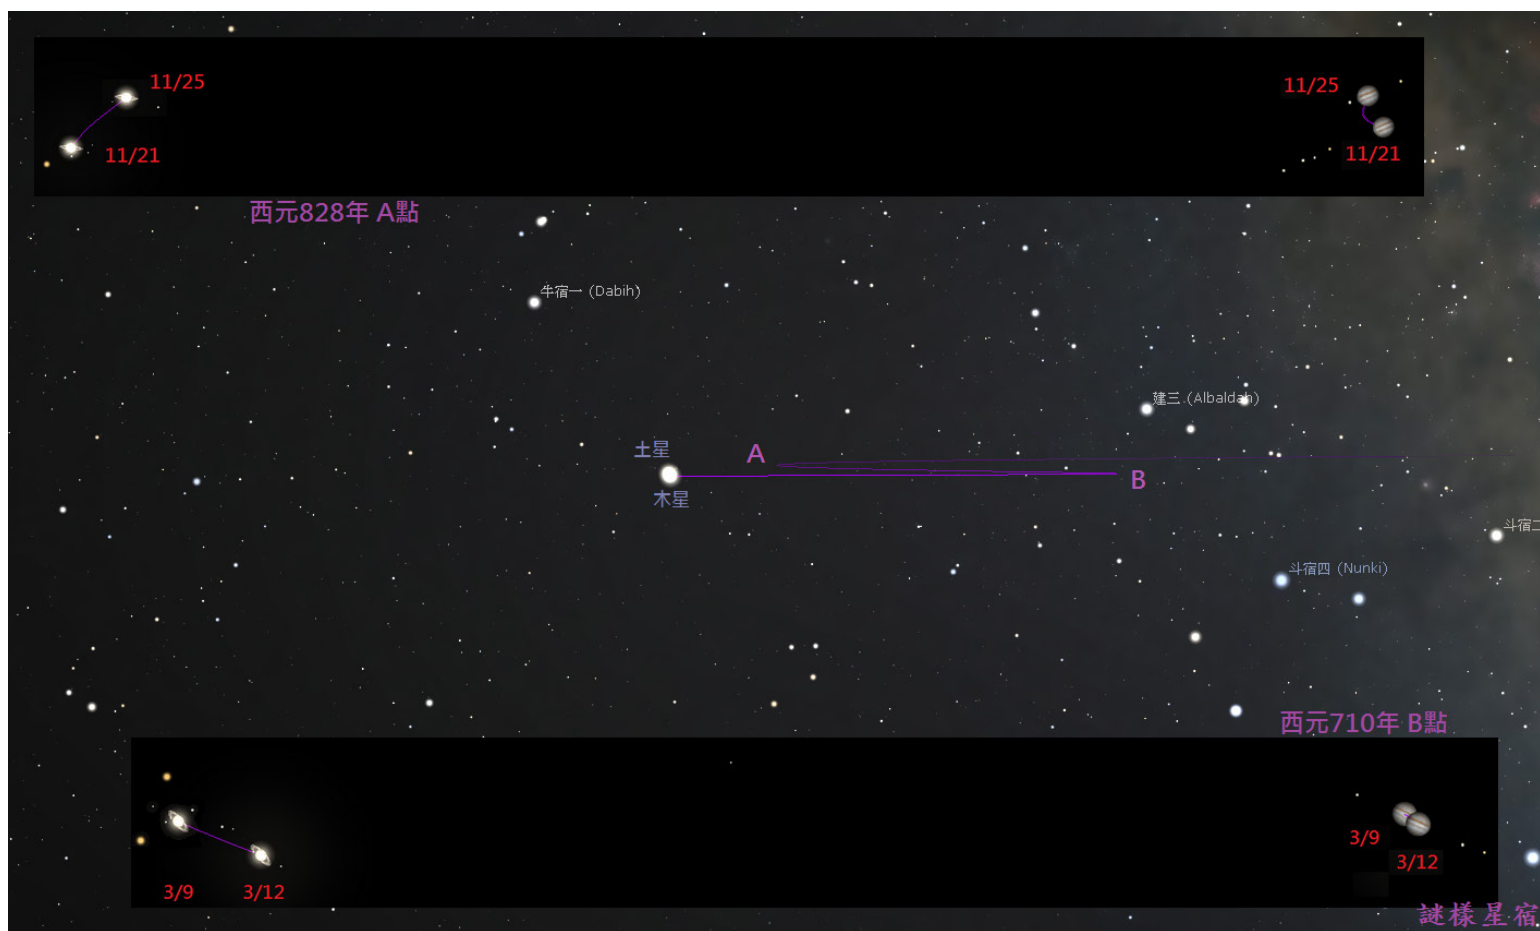 11/25
11/25
11/21
11/21
西元828年 A點
牛宿一 (Dabih)
建三 (Albaldah)
土星
A
木星
B
斗宿二
斗宿四 (Nunki)
西元710年 B點
3/9
3/12
3/9
3/12
謎樣星宿